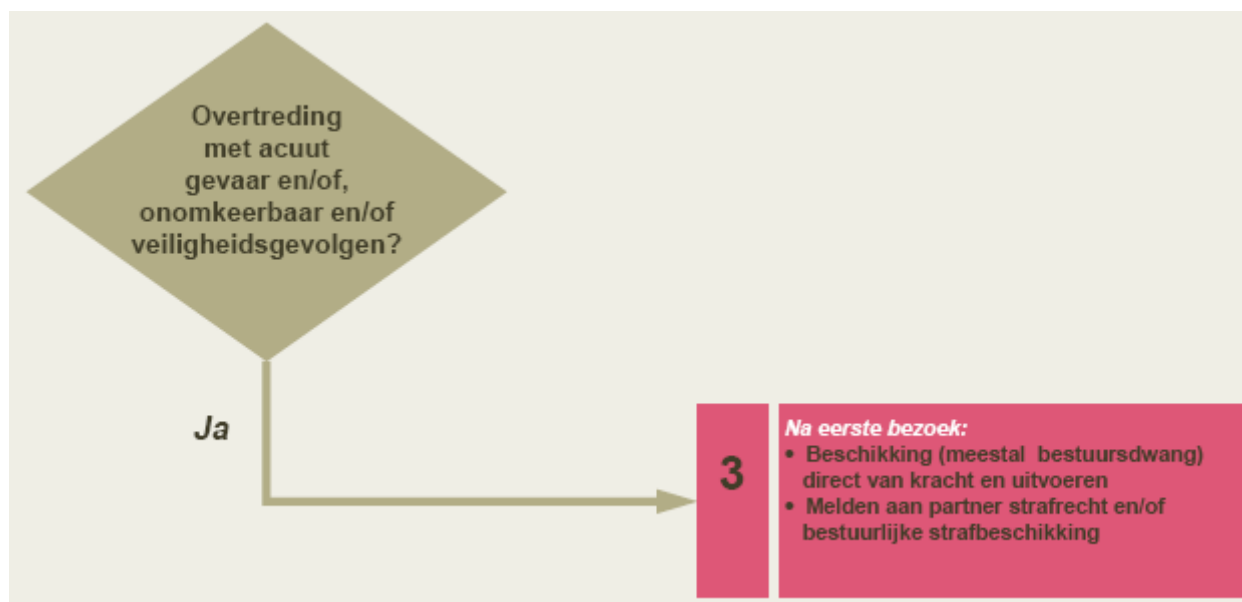 Overtreding
met acuut
gevaar en/of,
onomkeerbaar en/of
veiligheidsgevolgen?
Ja
3
Na eerste bezoek:
• Beschikking (meestal bestuursdwang)
direct van kracht en uitvoeren
• Melden aan partner strafrecht en/of
bestuurlijke strafbeschikking